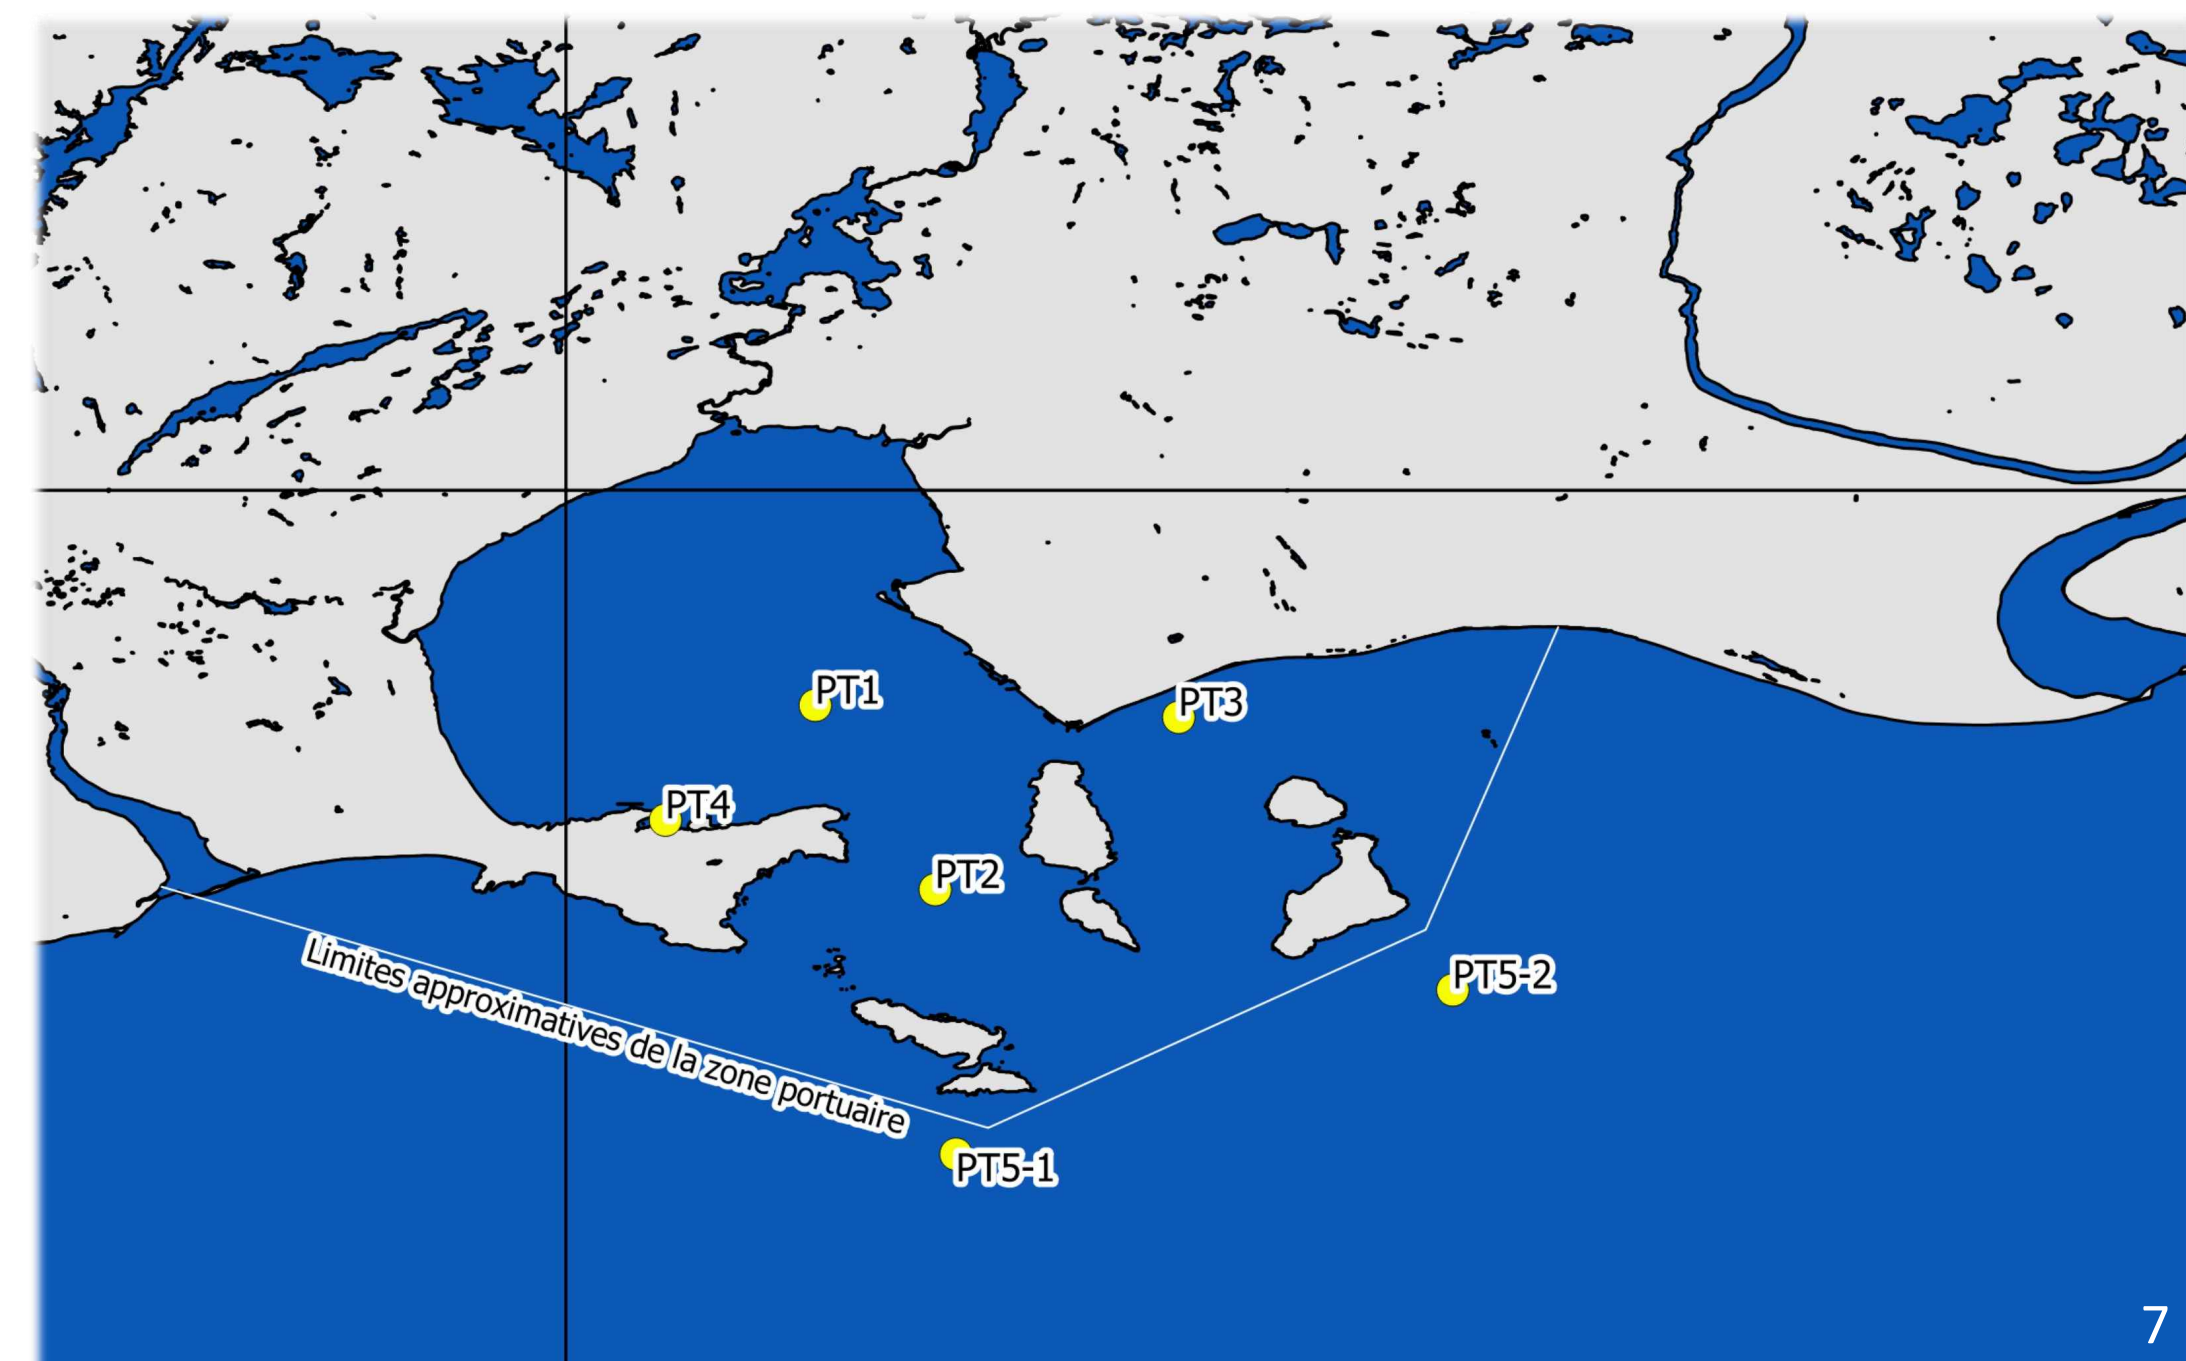 PT1
PT3
PT4
PT2
Limites approximatives de la zone portuaire
PT5-2
PT5-1
7